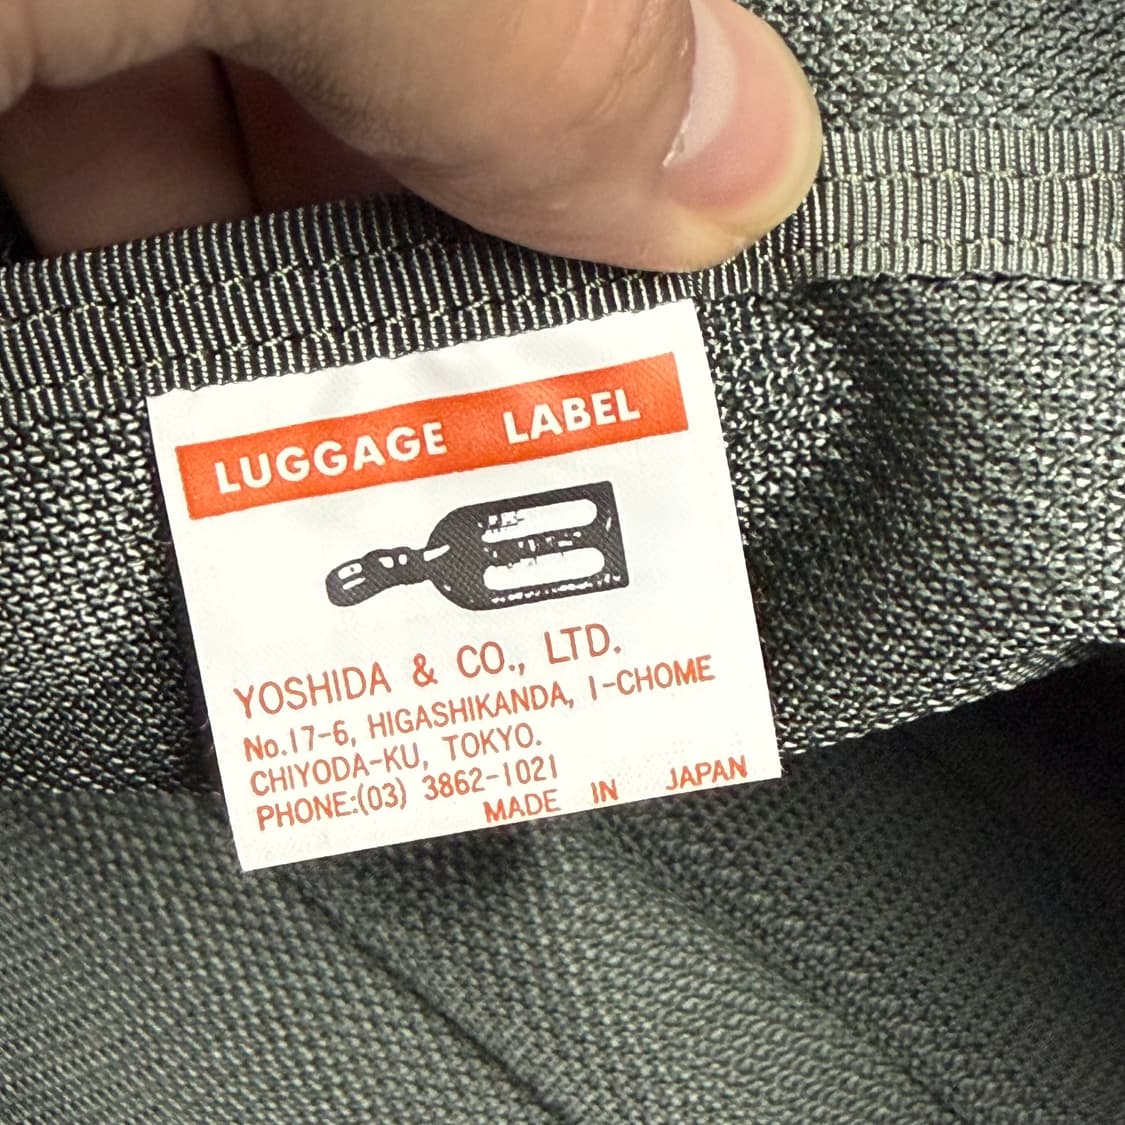 LUGGAGE LABEL
YOSHIDA & CO., LTD.
No.17-6, HIGASHIKANDA, 1-CHOME
CHIYODA-KU, TOKYO.
PHONE:(03) 3862-1021
MADE IN JAPAN